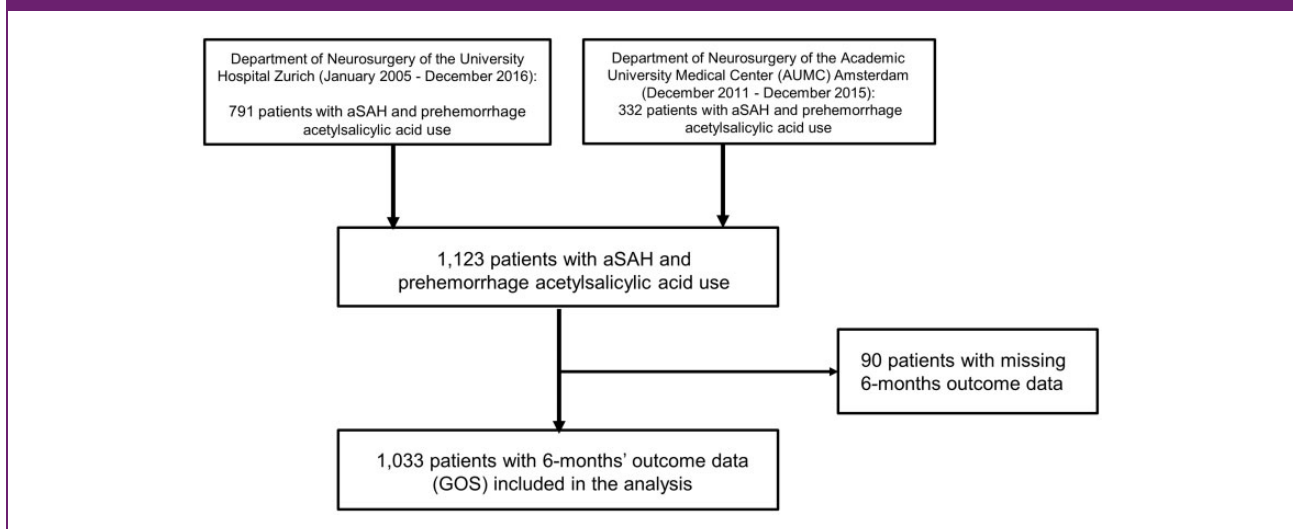 Department of Neurosurgery of the University
Hospital Zurich (January 2005 - December 2016):
791 patients with aSAH and prehemorrhage
acetylsalicylic acid use
Department of Neurosurgery of the Academic
University Medical Center (AUMC) Amsterdam
(December 2011 - December 2015):
332 patients with aSAH and prehemorrhage
acetylsalicylic acid use
1,123 patients with aSAH and
prehemorrhage acetylsalicylic acid use
90 patients with missing
6-months outcome data
1,033 patients with 6-months’ outcome data
(GOS) included in the analysis